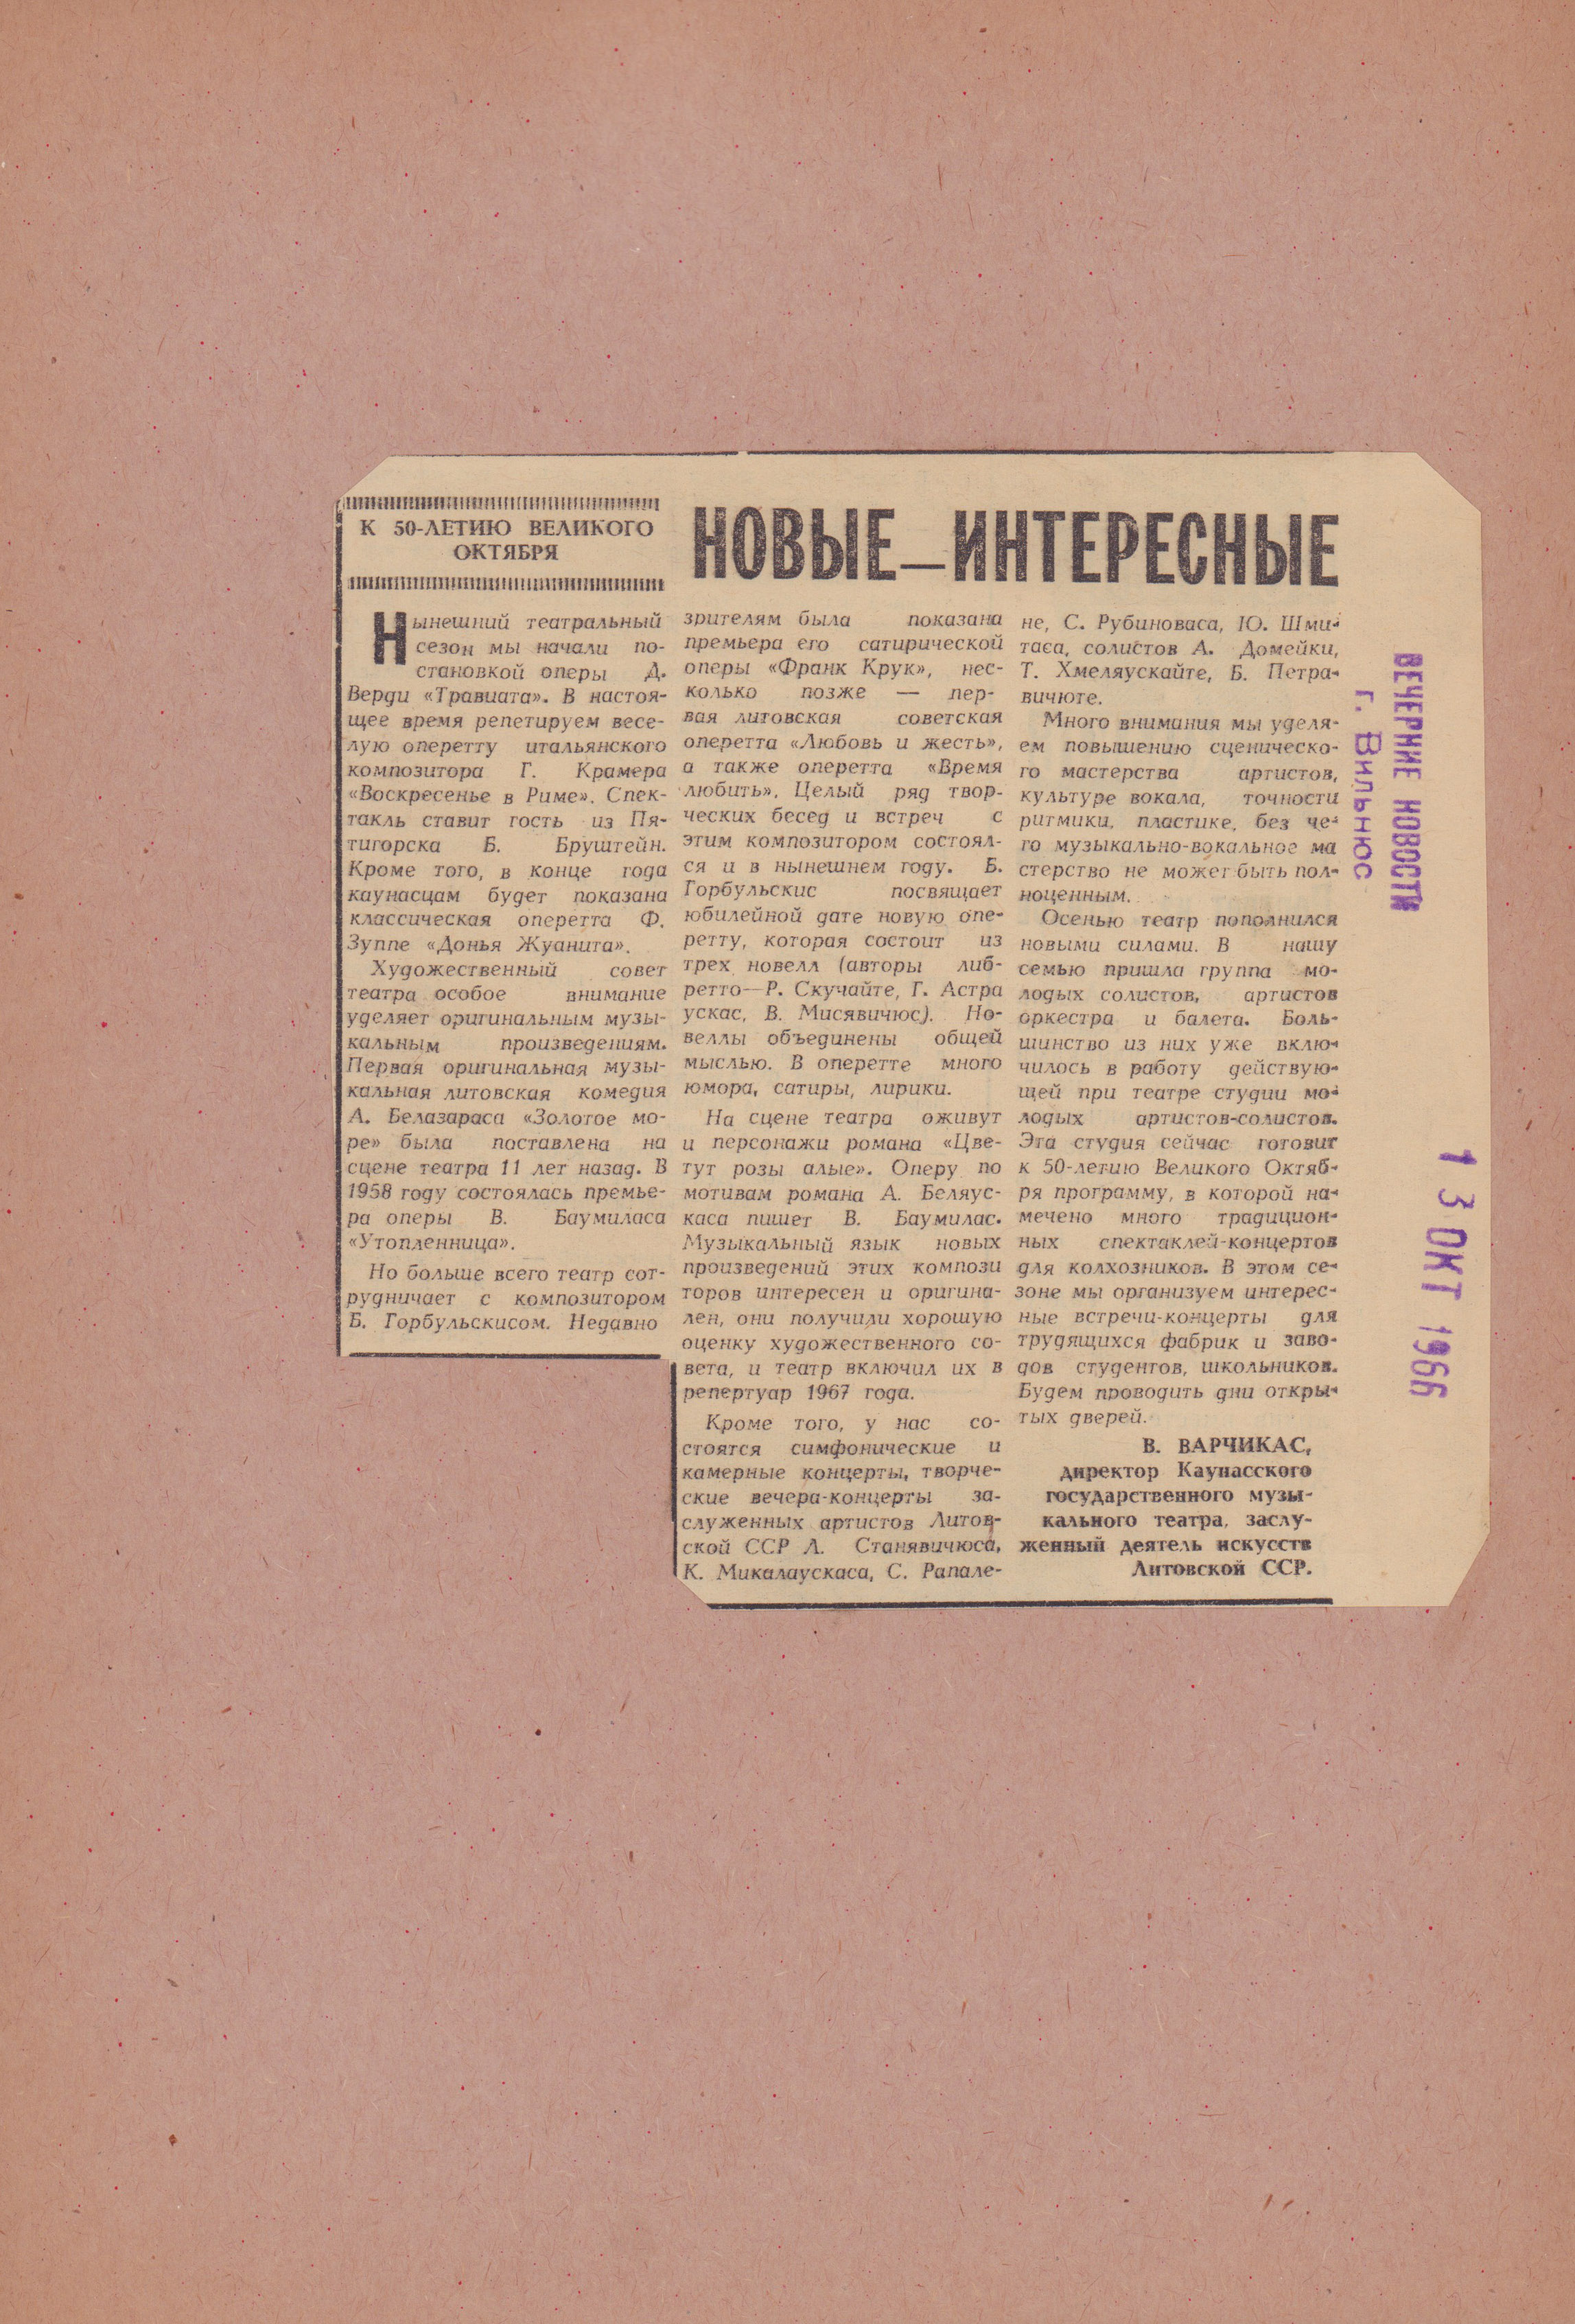 К 50-ЛЕТИЮ ВЕЛИКОГО
ОКТЯБРЯ
НОВЫЕ—ИНТЕРЕСНЫЕ
Нынешний театральный
сезон мы начали по-
становкой оперы Д.
Верди «Травиата». В настоя-
щее время репетируем весе-
лую оперетту итальянского
композитора Г. Крамера
«Воскресенье в Риме». Спек-
такль ставит гость из Пя-
тигорска Б. Бруштейн.
Кроме того, в конце года
каунасцам будет показана
классическая оперетта Ф.
Зуппе «Донья Жуанита».
Художественный совет
театра особое внимание
уделяет оригинальным музы-
кальным произведениям.
Первая оригинальная музы-
кальная литовская комедия
А. Белазараса «Золотое мо-
ре» была поставлена на
сцене театра 11 лет назад. В
1958 году состоялась премье-
ра оперы В. Баумиласа
«Утопленница».
Но больше всего театр сот-
рудничает с композитором
Б. Горбульскисом. Недавно
зрителям была показана
премьера его сатирической
оперы «Франк Крук», нес-
колько позже — пер-
вая литовская советская
оперетта «Любовь и жесть»,
а также оперетта «Время
любить». Целый ряд твор-
ческих бесед и встреч с
этим композитором состоял-
ся и в нынешнем году. Б.
Горбульскис посвящает
юбилейной дате новую опе-
ретту, которая состоит из
трех новелл (авторы либ-
ретто—Р. Скучайте, Г. Астра
ускас, В. Мисявичюс). Но-
веллы объединены общей
мыслью. В оперетте много
юмора, сатиры, лирики.
На сцене театра оживут
и персонажи романа «Цве-
тут розы алые». Оперу по
мотивам романа А. Беляус-
каса пишет В. Баумилас.
Музыкальный язык новых
произведений этих компози
торов интересен и оригина-
лен, они получили хорошую
оценку художественного со-
вета, и театр включил их в
репертуар 1967 года.
Кроме того, у нас со-
стоятся симфонические и
камерные концерты, творче-
ские вечера-концерты за-
служенных артистов Литов-
ской ССР Л. Станявичюса,
К. Микалаускаса, С. Рапале-
не, С. Рубиноваса, Ю. Шми-
таса, солистов А. Домейки,
Т. Хмеляускайте, Б. Петра-
вичюте.
Много внимания мы уделя-
ем повышению сценическо-
го мастерства артистов,
культуре вокала, точности
ритмики, пластике, без че-
го музыкально-вокальное ма
стерство не может быть пол-
ноценным.
Осенью театр пополнился
новыми силами. В нашу
семью пришла группа мо-
лодых солистов, артистов
оркестра и балета. Боль-
шинство из них уже вклю-
чилось в работу действую-
щей при театре студии мо-
лодых артистов-солистов.
Эта студия сейчас готовит
к 50-летию Великого Октяб-
ря программу, в которой на-
мечено много традицион-
ных спектаклей-концертов
для колхозников. В этом се-
зоне мы организуем интерес-
ные встречи-концерты для
трудящихся фабрик и заво-
дов студентов, школьников.
Будем проводить дни откры-
тых дверей.
В. ВАРЧИКАС,
директор Каунасского
государственного музы-
кального театра, заслу-
женный деятель искусств
Литовской ССР.
ВЕЧЕРНИЕ НОВОСТИ
г. Вильнюс
13 ОКТ 1966